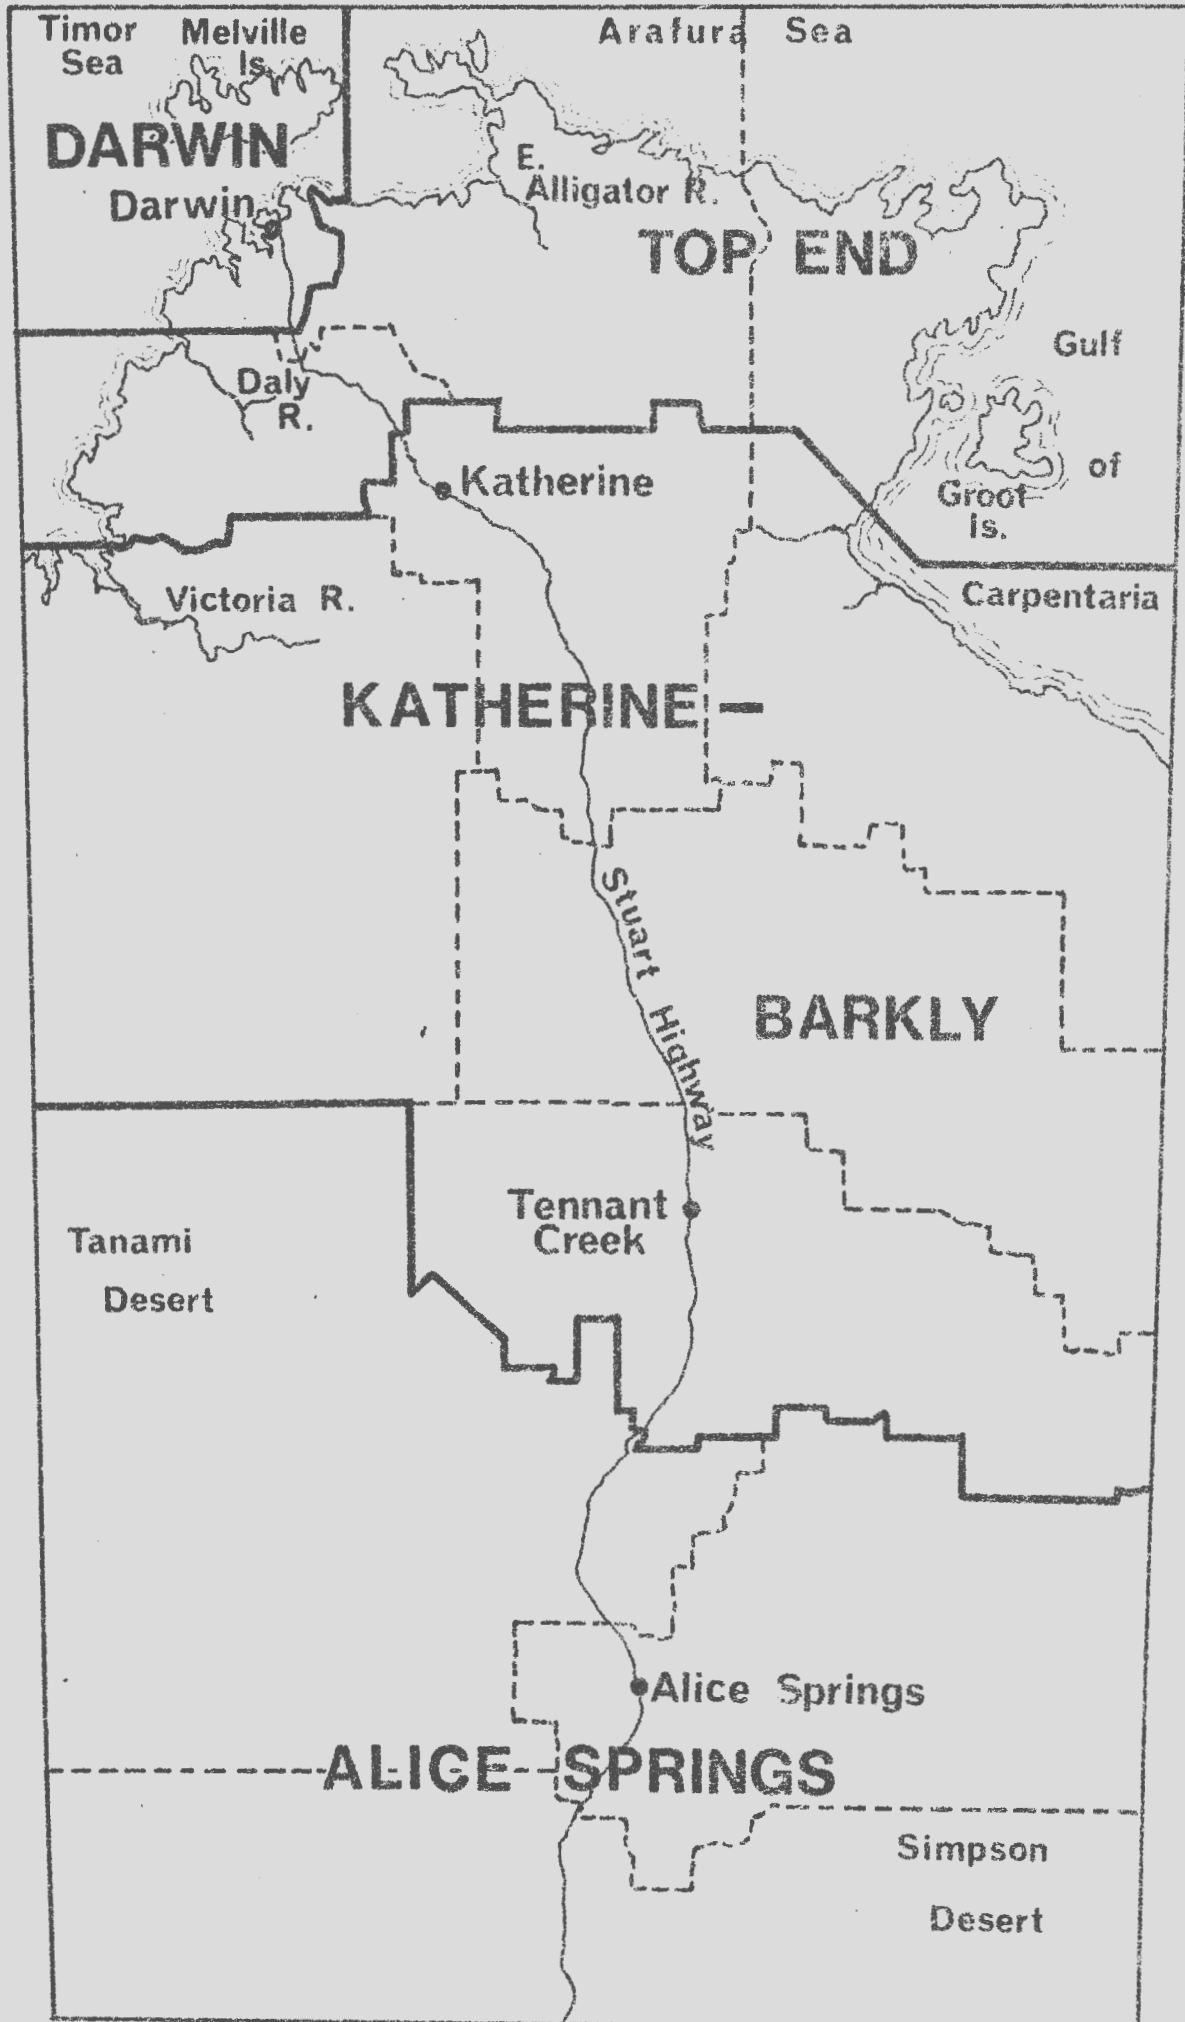 Timor
Sea
Melville
Is.
Arafura Sea
DARWIN
Darwin
E.
Alligator R.
TOP END
Gulf
Daly
R.
of
Katherine
Groot
is.
Carpentaria
Victoria R.
KATHERINE –
Stuart Highway
BARKLY
Tennant
Creek
Tanami
Desert
Alice Springs
ALICE SPRINGS
Simpson
Desert